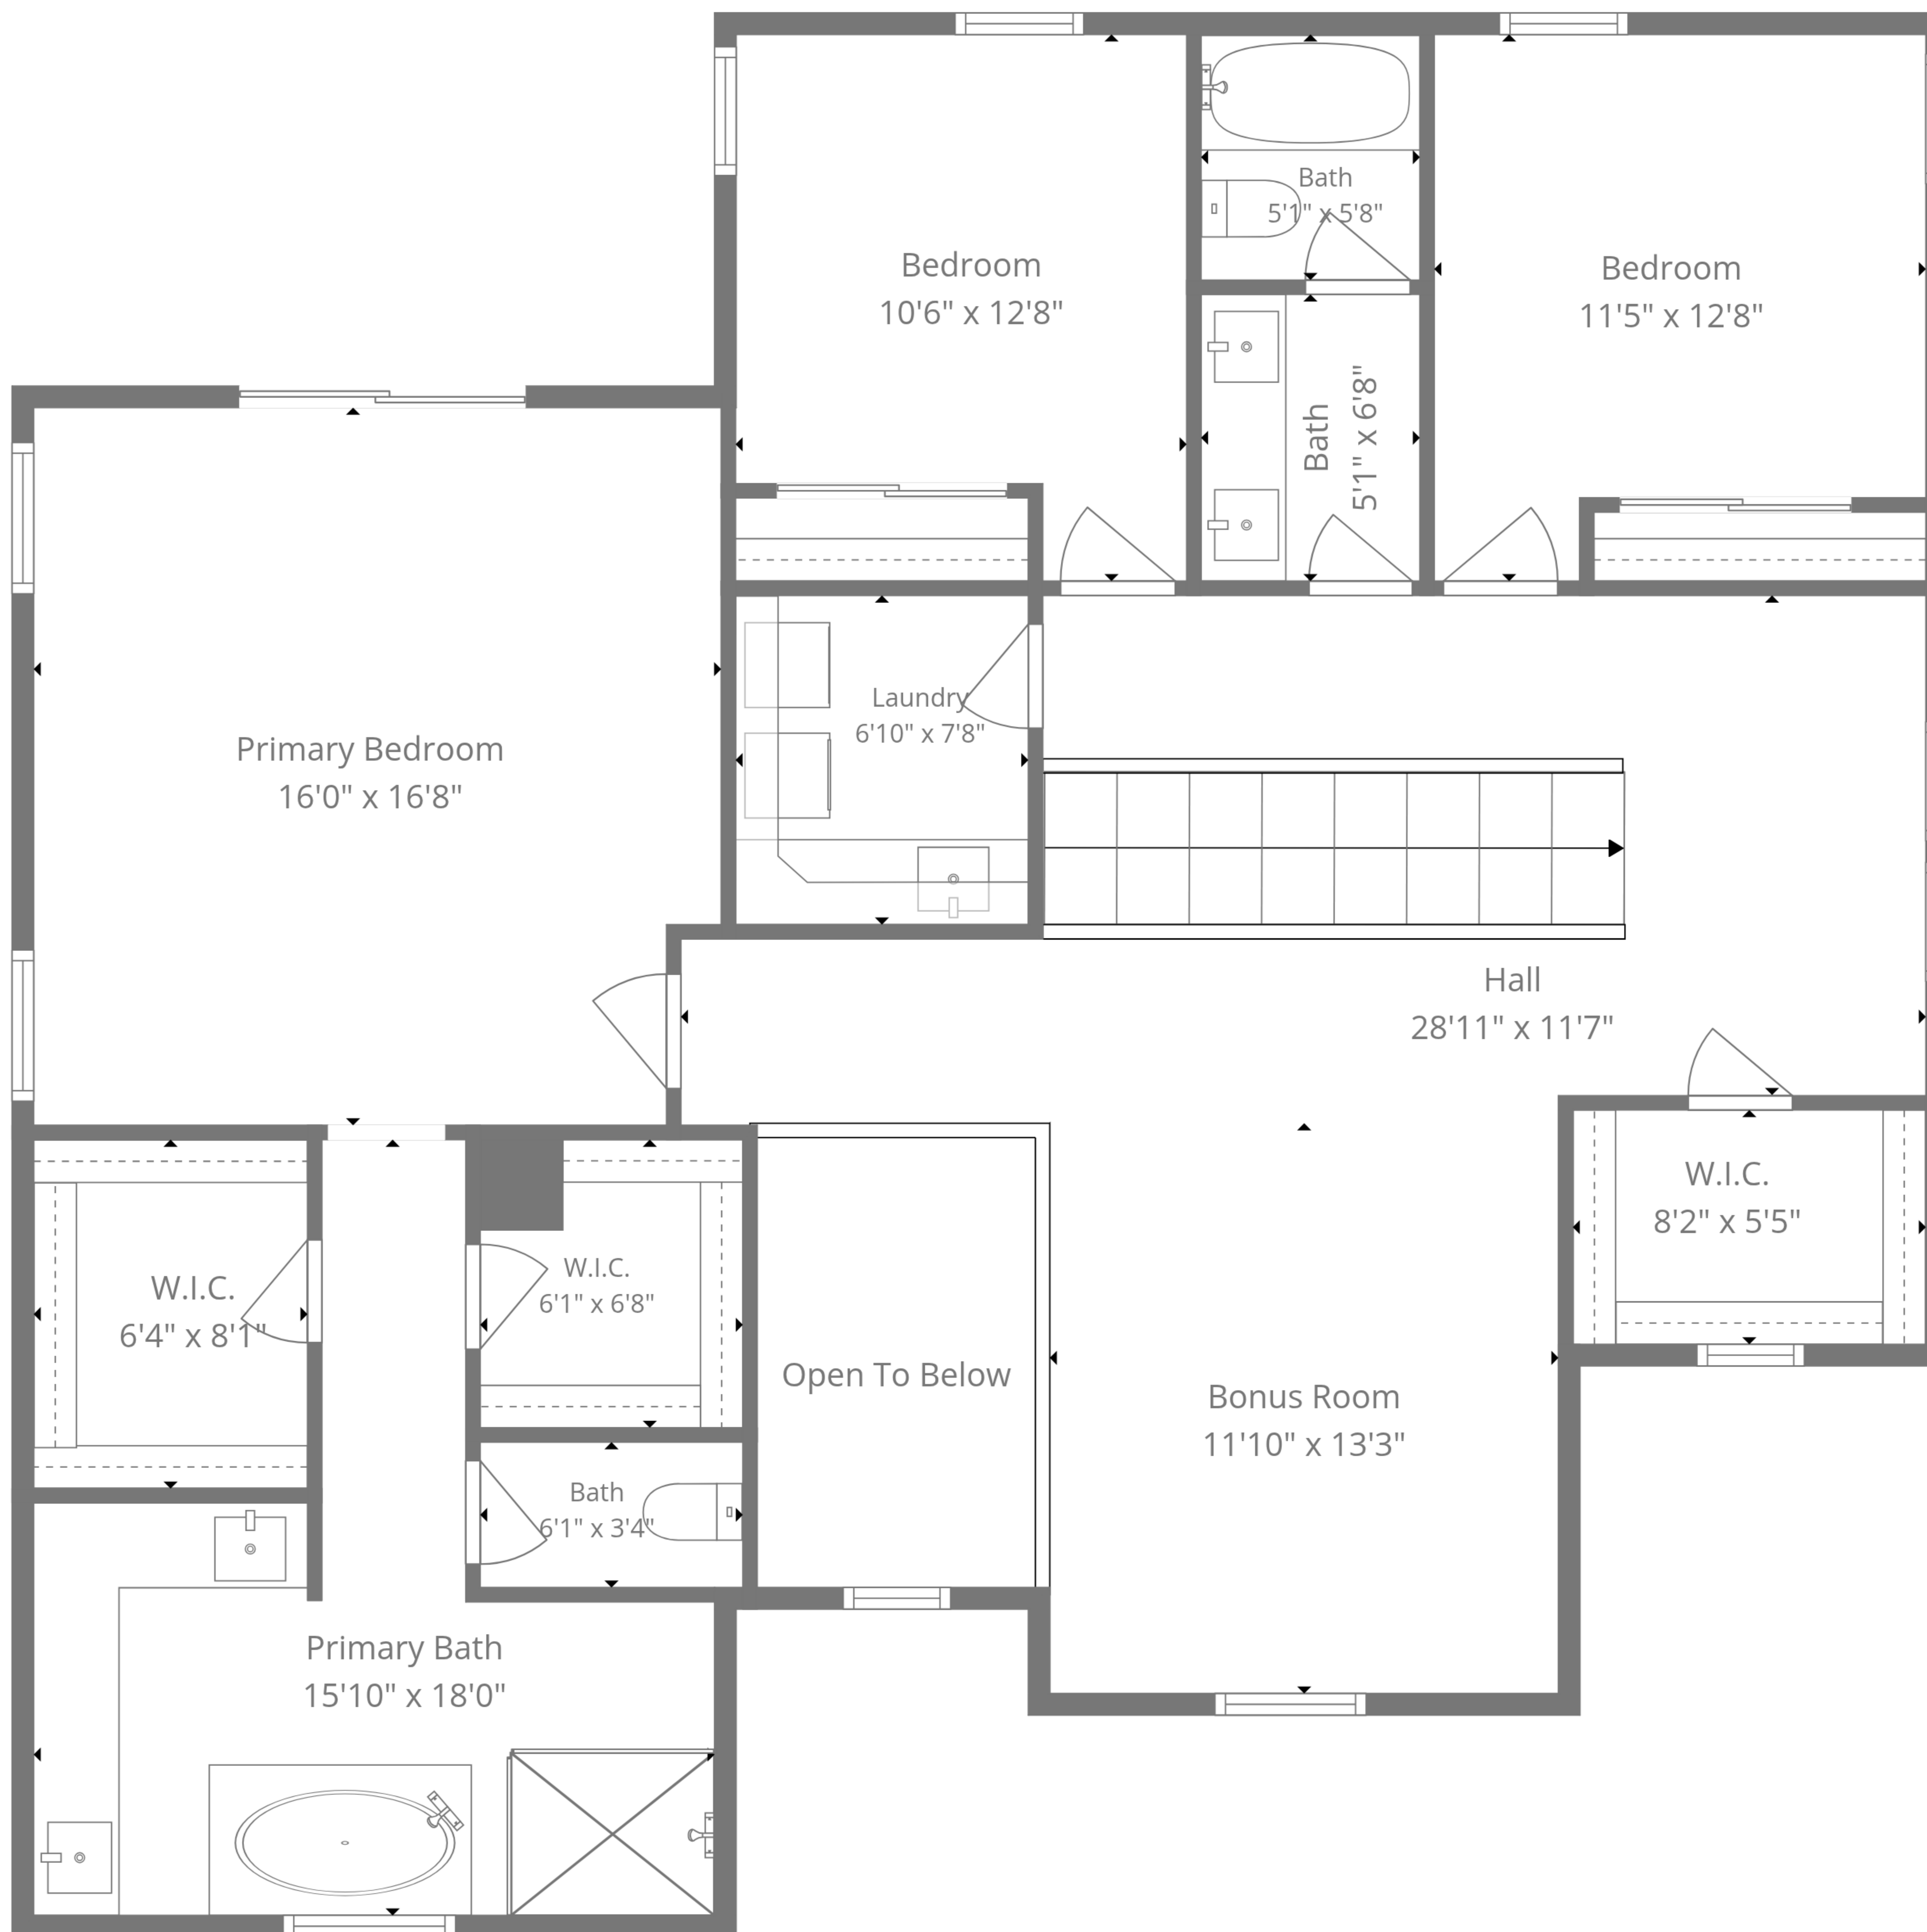 Bath
5'1" x 5'8"
Bedroom
10'6" x 12'8"
Bedroom
11'5" x 12'8"
Bath
5'1" x 6'8"
Laundry
6'10" x 7'8"
Primary Bedroom
16'0" x 16'8"
Hall
28'11" x 11'7"
W.I.C.
8'2" x 5'5"
W.I.C.
6'4" x 8'1"
W.I.C.
6'1" x 6'8"
Open To Below
Bonus Room
11'10" x 13'3"
Bath
6'1" x 3'4"
Primary Bath
15'10" x 18'0"